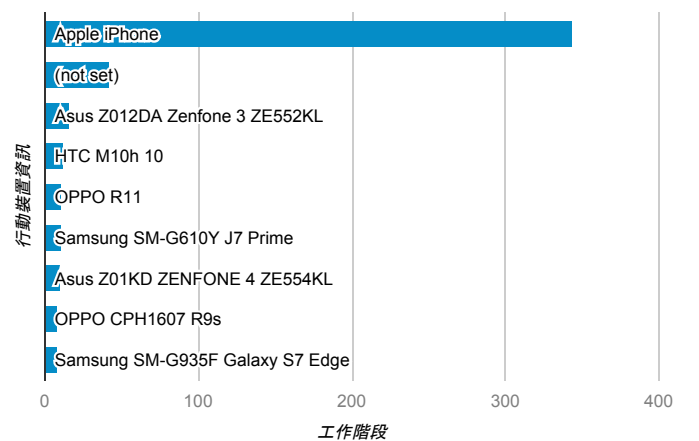 Apple iPhone
(not set)
Asus Z012DA Zenfone 3 ZE552KL
HTC M10h 10
OPPO R11
Samsung SM-G610Y J7 Prime
Asus Z01KD ZENFONE 4 ZE554KL
OPPO CPH1607 R9s
Samsung SM-G935F Galaxy S7 Edge
行動裝置資訊
0 100 200 300 400
工作階段